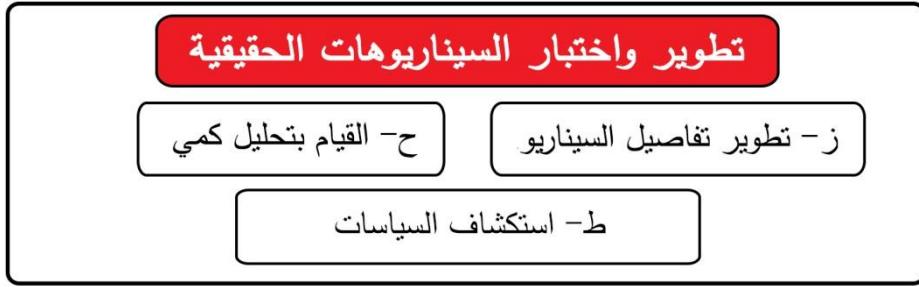 تطوير واختبار السيناريوهات الحقيقية
ز- تطوير تفاصيل السيناريو
ح- القيام بتحليل كمي
ط- استكشاف السياسات